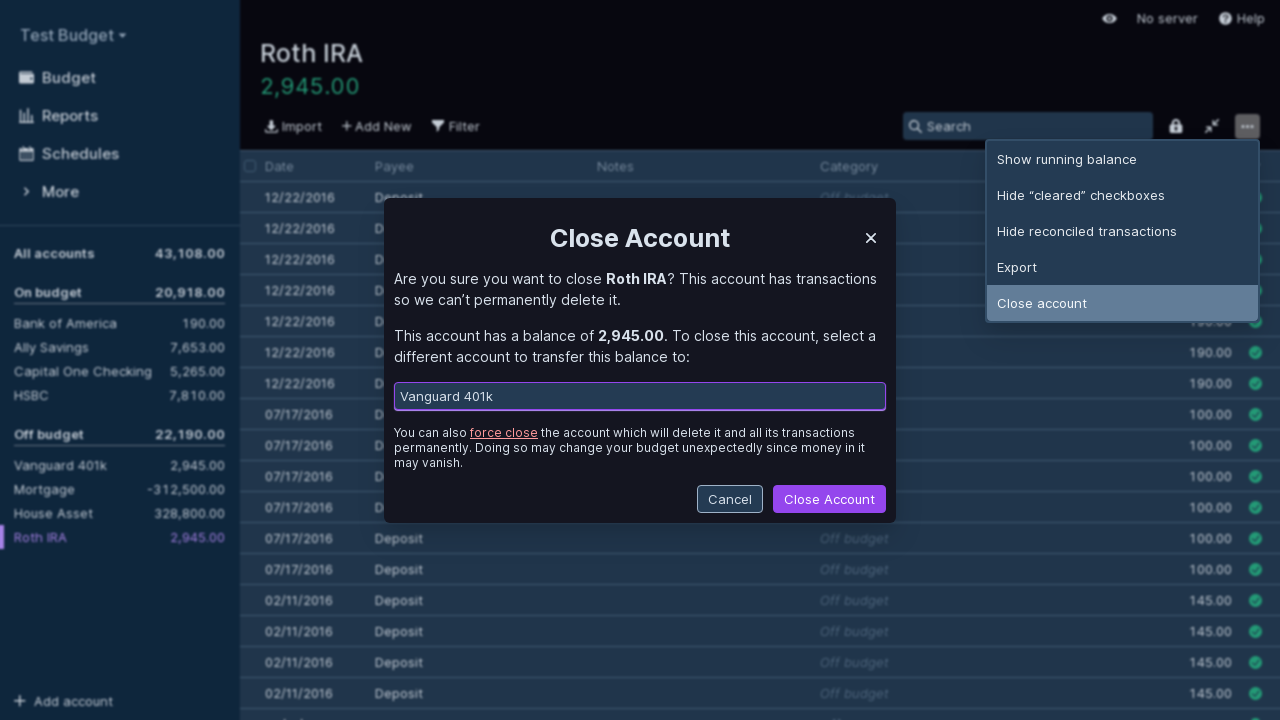 Test Budget
Budget
Reports
Schedules
More
All accounts 43,108.00
On budget 20,918.00
Bank of America 190.00
Ally Savings 7,653.00
Capital One Checking 5,265.00
HSBC 7,810.00
Off budget 22,190.00
Vanguard 401k 2,945.00
Mortgage -312,500.00
House Asset 328,800.00
Roth IRA 2,945.00
Add account
No server Help
Roth IRA
2,945.00
Import Add New Filter Search
Date Payee Notes Category
Show running balance
Hide “cleared” checkboxes
Hide reconciled transactions
Export
Close account
12/22/2016 Deposit Off budget
12/22/2016
12/22/2016
12/22/2016
12/22/2016 190.00
12/22/2016 190.00
12/22/2016 190.00
07/17/2016 100.00
07/17/2016 100.00
07/17/2016 100.00
07/17/2016 100.00
07/17/2016 Deposit Off budget 100.00
07/17/2016 Deposit Off budget 100.00
02/11/2016 Deposit Off budget 145.00
02/11/2016 Deposit Off budget 145.00
02/11/2016 Deposit Off budget 145.00
02/11/2016 Deposit Off budget 145.00
Close Account
Are you sure you want to close Roth IRA? This account has transactions
so we can’t permanently delete it.
This account has a balance of 2,945.00. To close this account, select a
different account to transfer this balance to:
Vanguard 401k
You can also force close the account which will delete it and all its transactions
permanently. Doing so may change your budget unexpectedly since money in it
may vanish.
Cancel Close Account